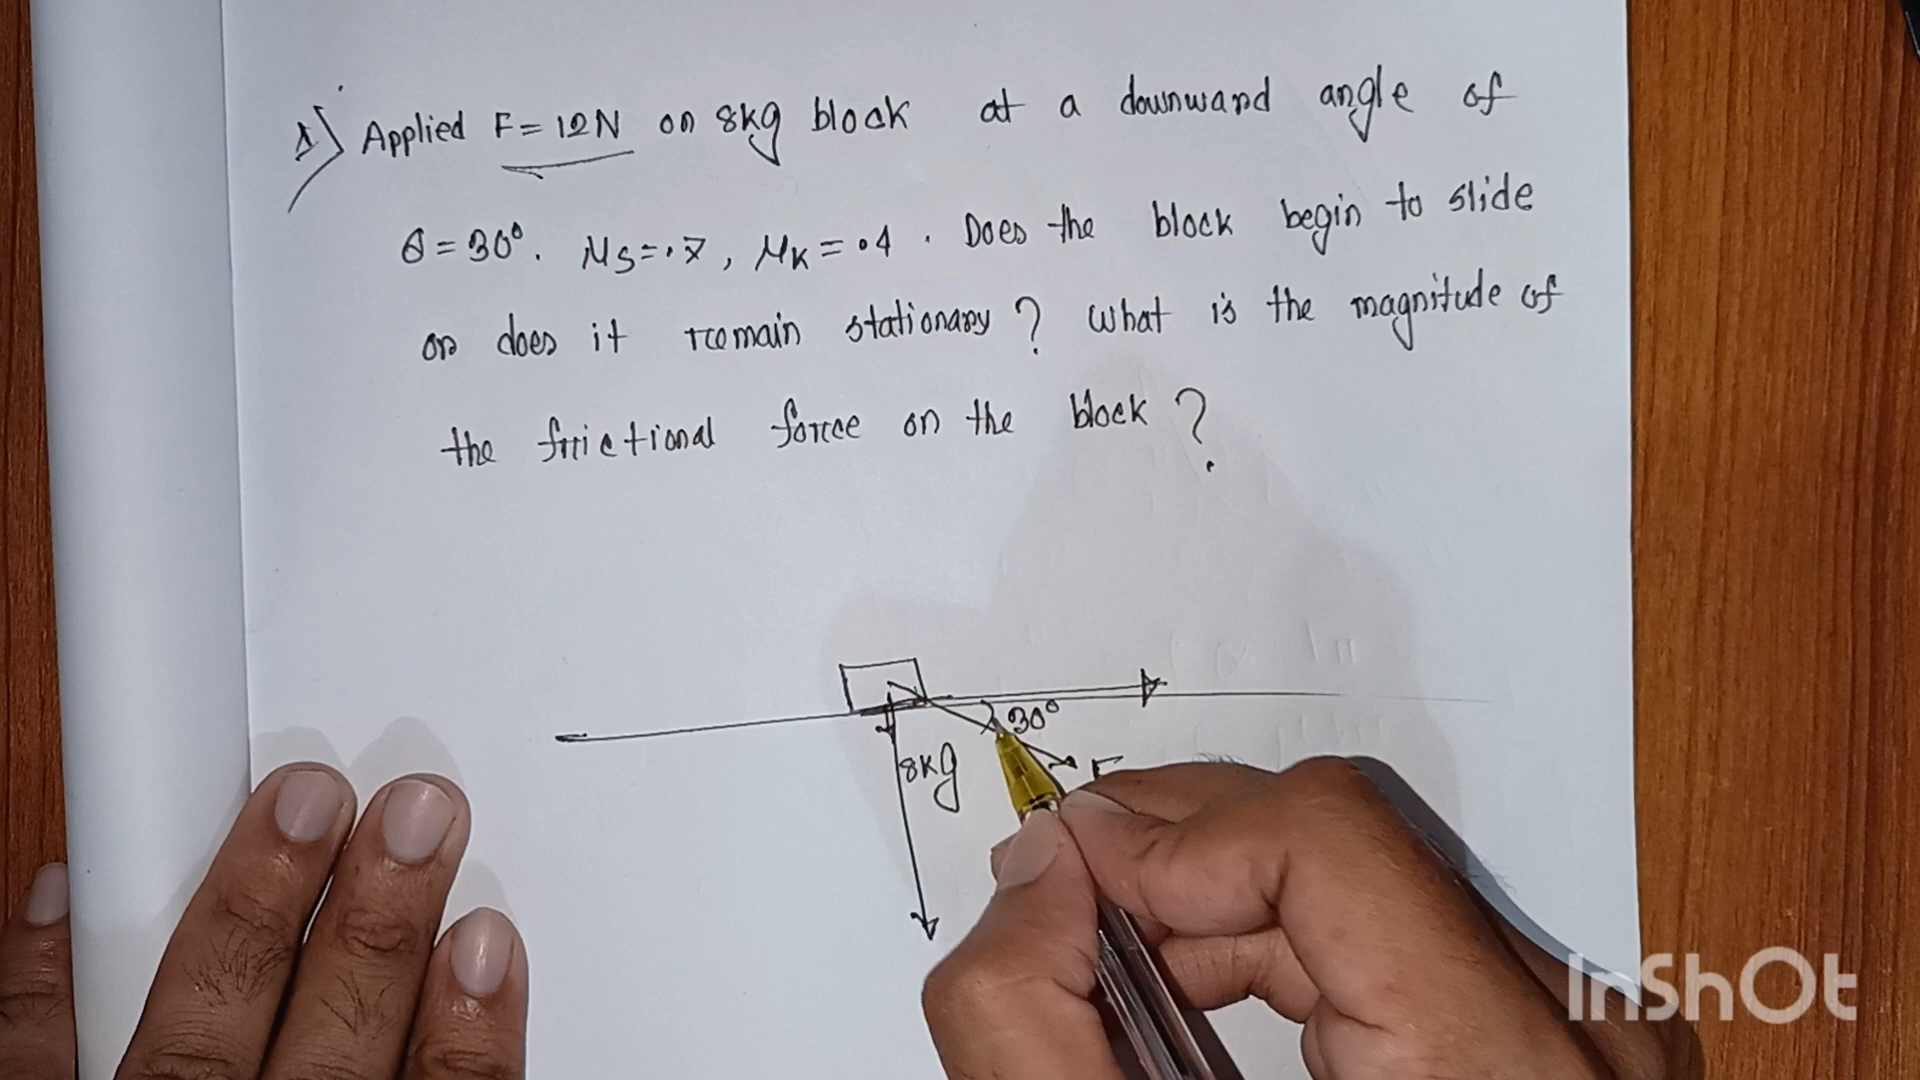 1) Applied F = 12N on 8kg block at a downward angle of
θ = 30°. μs = .7, μk = .4. Does the block begin to slide
or does it remain stationary? What is the magnitude of
the frictional force on the block?
30°
8kg
F
InShOt